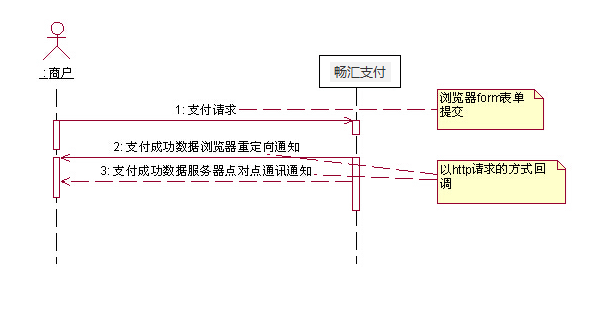 : 商户
畅汇支付
1: 支付请求
浏览器form表单
提交
2: 支付成功数据浏览器重定向通知
3: 支付成功数据服务器点对点通讯通知
以http请求的方式回
调